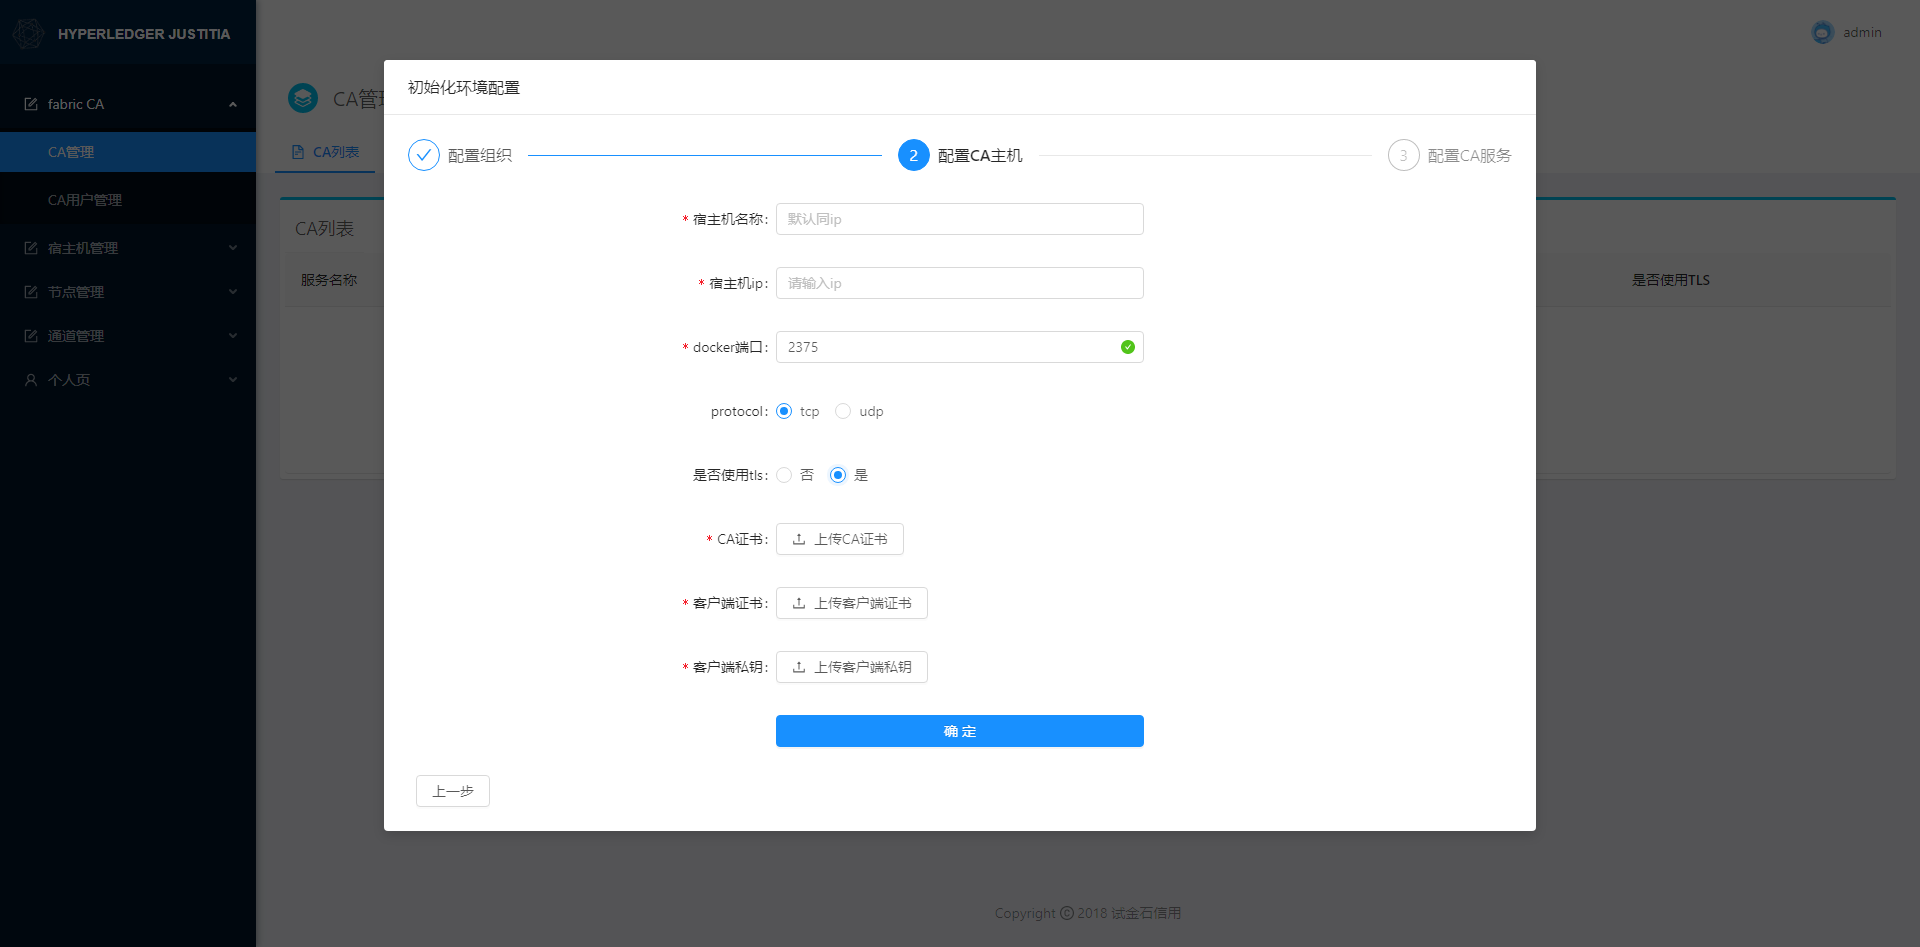 HYPERLEDGER JUSTITIA
admin
fabric CA
CA管理
CA用户管理
宿主机管理
节点管理
通道管理
个人页
CA管理
CA列表
CA列表
服务名称
是否使用TLS
初始化环境配置
配置组织
2 配置CA主机
3 配置CA服务
* 宿主机名称: 默认同ip
* 宿主机ip: 请输入ip
* docker端口: 2375
protocol: tcp udp
是否使用tls: 否 是
* CA证书: 上传CA证书
* 客户端证书: 上传客户端证书
* 客户端私钥: 上传客户端私钥
确 定
上一步
Copyright © 2018 试金石信用